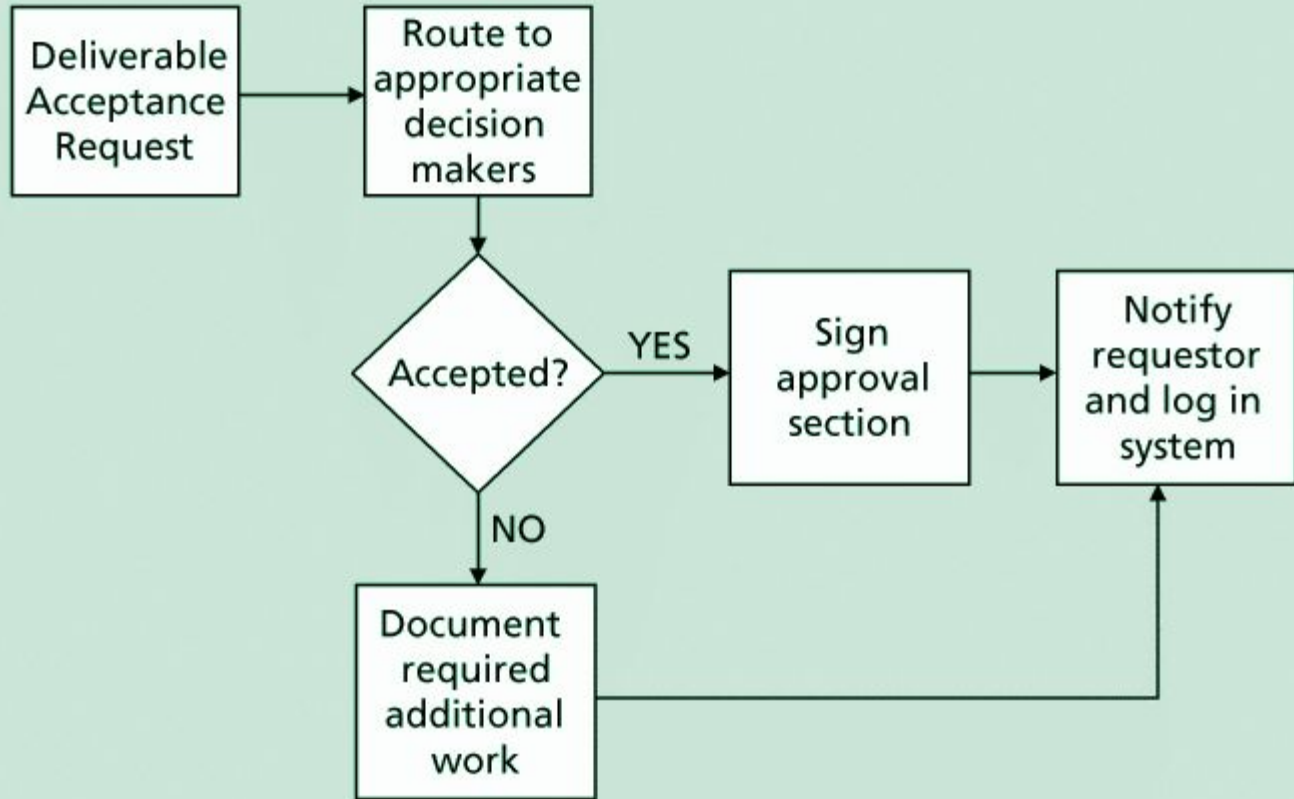 Deliverable
Acceptance
Request
Route to
appropriate
decision
makers
Accepted?
YES
Sign
approval
section
Notify
requestor
and log in
system
NO
Document
required
additional
work